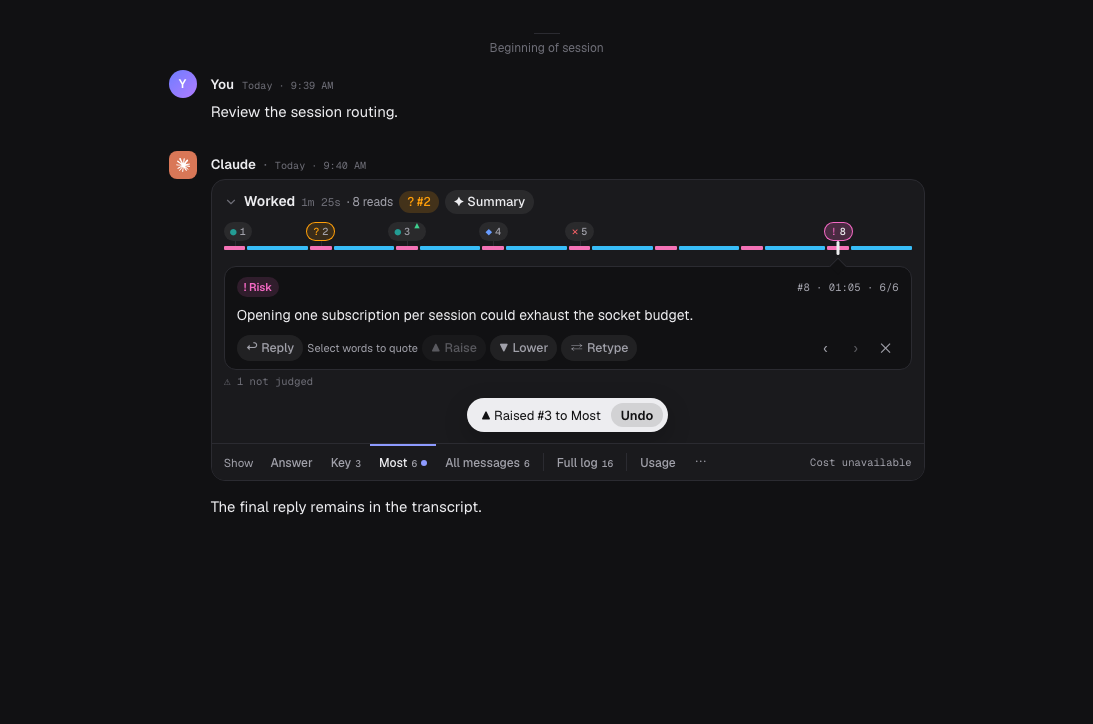 Beginning of session
Y You Today · 9:39 AM
Review the session routing.
Claude · Today · 9:40 AM
Worked 1m 25s · 8 reads ? #2 ✦ Summary
● 1 ? 2 ● 3 ▲ ◆ 4 × 5 ! 8
! Risk #8 · 01:05 · 6/6
Opening one subscription per session could exhaust the socket budget.
↩ Reply Select words to quote ▲ Raise ▼ Lower ⇄ Retype ‹ › ×
⚠ 1 not judged
▲ Raised #3 to Most Undo
Show Answer Key 3 Most 6 ● All messages 6 Full log 16 Usage ··· Cost unavailable
The final reply remains in the transcript.